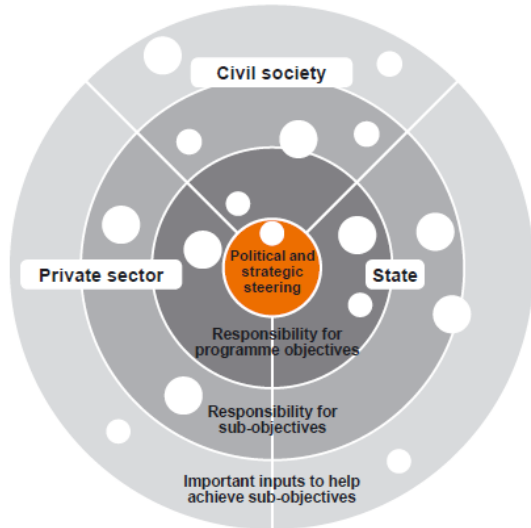 Civil society
Political and
strategic
steering
Private sector
State
Responsibility for
programme objectives
Responsibility for
sub-objectives
Important inputs to help
achieve sub-objectives